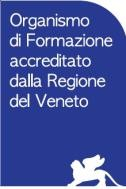 Organismo
di Formazione
accreditato
dalla Regione
del Veneto